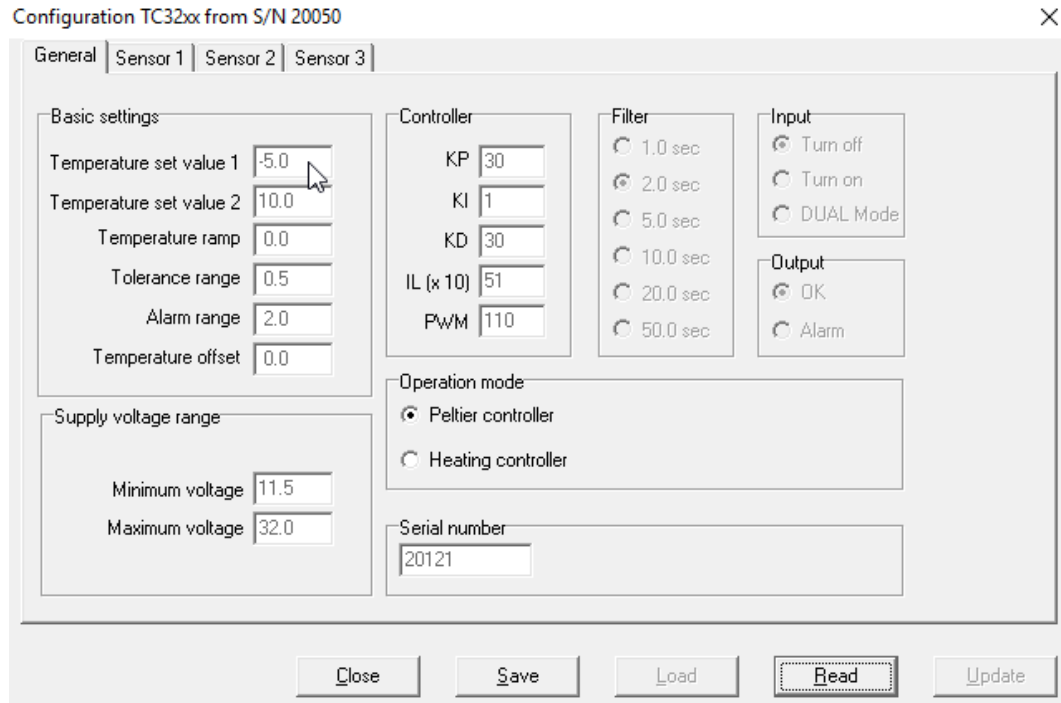 Configuration TC32xx from S/N 20050
General Sensor 1 Sensor 2 Sensor 3
Basic settings
Temperature set value 1 -5.0
Temperature set value 2 10.0
Temperature ramp 0.0
Tolerance range 0.5
Alarm range 2.0
Temperature offset 0.0
Supply voltage range
Minimum voltage 11.5
Maximum voltage 32.0
Controller
KP 30
KI 1
KD 30
IL (x 10) 51
PWM 110
Filter
1.0 sec
2.0 sec
5.0 sec
10.0 sec
20.0 sec
50.0 sec
Input
Turn off
Turn on
DUAL Mode
Output
OK
Alarm
Operation mode
Peltier controller
Heating controller
Serial number
20121
Close Save Load Read Update